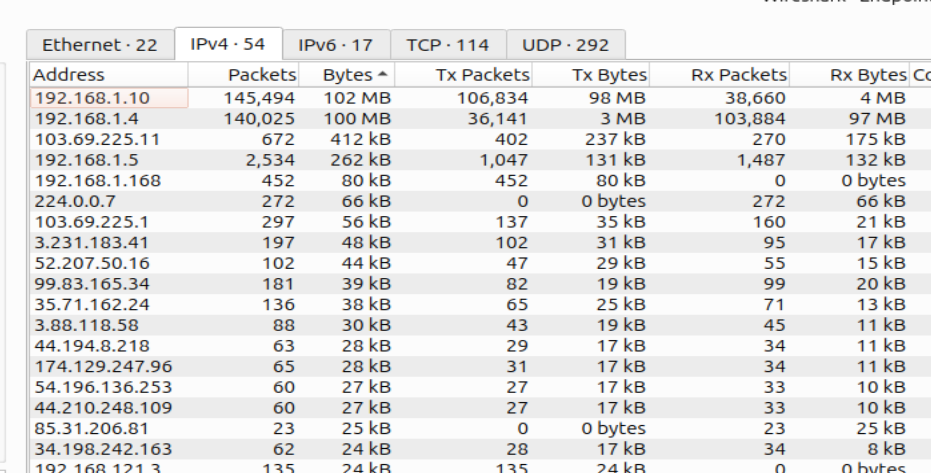 Wireshark · Endpoin
Ethernet · 22 IPv4 · 54 IPv6 · 17 TCP · 114 UDP · 292
Address Packets Bytes Tx Packets Tx Bytes Rx Packets Rx Bytes Co
192.168.1.10 145,494 102 MB 106,834 98 MB 38,660 4 MB
192.168.1.4 140,025 100 MB 36,141 3 MB 103,884 97 MB
103.69.225.11 672 412 kB 402 237 kB 270 175 kB
192.168.1.5 2,534 262 kB 1,047 131 kB 1,487 132 kB
192.168.1.168 452 80 kB 452 80 kB 0 0 bytes
224.0.0.7 272 66 kB 0 0 bytes 272 66 kB
103.69.225.1 297 56 kB 137 35 kB 160 21 kB
3.231.183.41 197 48 kB 102 31 kB 95 17 kB
52.207.50.16 102 44 kB 47 29 kB 55 15 kB
99.83.165.34 181 39 kB 82 19 kB 99 20 kB
35.71.162.24 136 38 kB 65 25 kB 71 13 kB
3.88.118.58 88 30 kB 43 19 kB 45 11 kB
44.194.8.218 63 28 kB 29 17 kB 34 11 kB
174.129.247.96 65 28 kB 31 17 kB 34 11 kB
54.196.136.253 60 27 kB 27 17 kB 33 10 kB
44.210.248.109 60 27 kB 27 17 kB 33 10 kB
85.31.206.81 23 25 kB 0 0 bytes 23 25 kB
34.198.242.163 62 24 kB 28 17 kB 34 8 kB
192.168.121.3 135 24 kB 135 24 kB 0 0 bytes